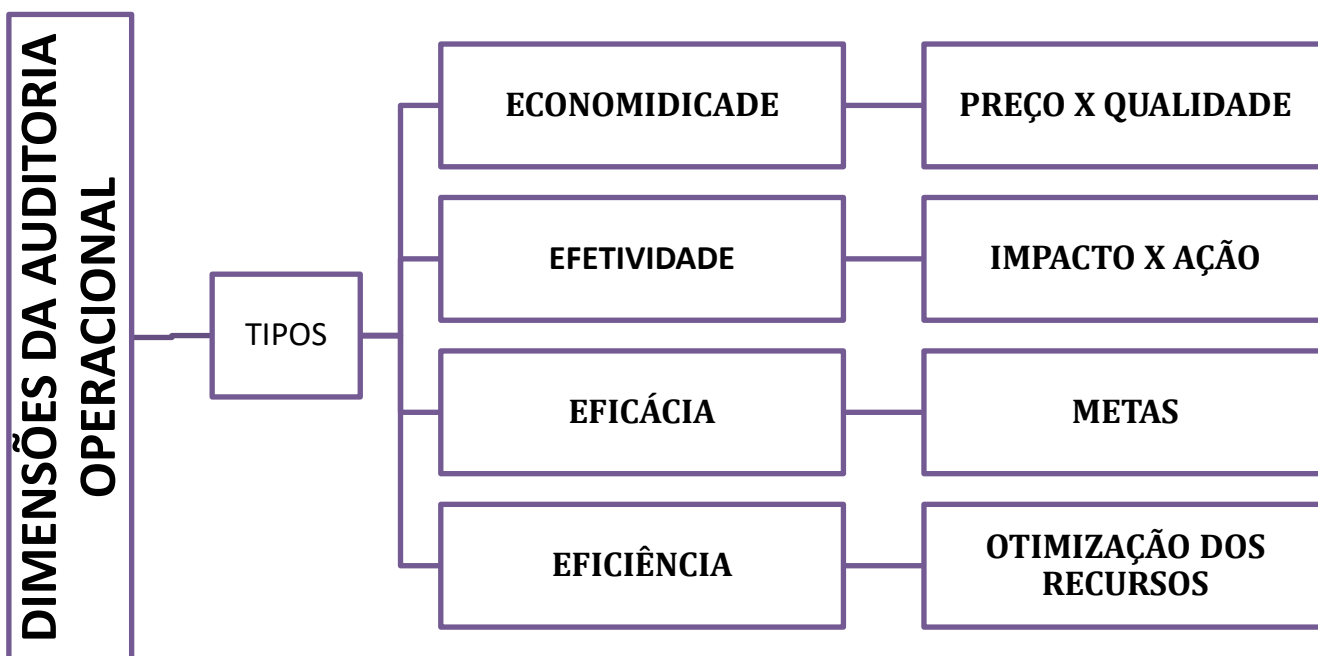 DIMENSÕES DA AUDITORIA
OPERACIONAL
TIPOS
ECONOMIDICADE
PREÇO X QUALIDADE
EFETIVIDADE
IMPACTO X AÇÃO
EFICÁCIA
METAS
EFICIÊNCIA
OTIMIZAÇÃO DOS
RECURSOS